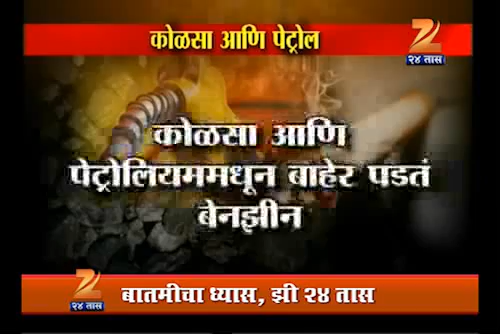 कोळसा आणि पेट्रोल
२४ तास
कोळसा आणि
पेट्रोलियममधून बाहेर पडतं
बेनझीन
२४ तास
बातमीचा ध्यास, झी २४ तास